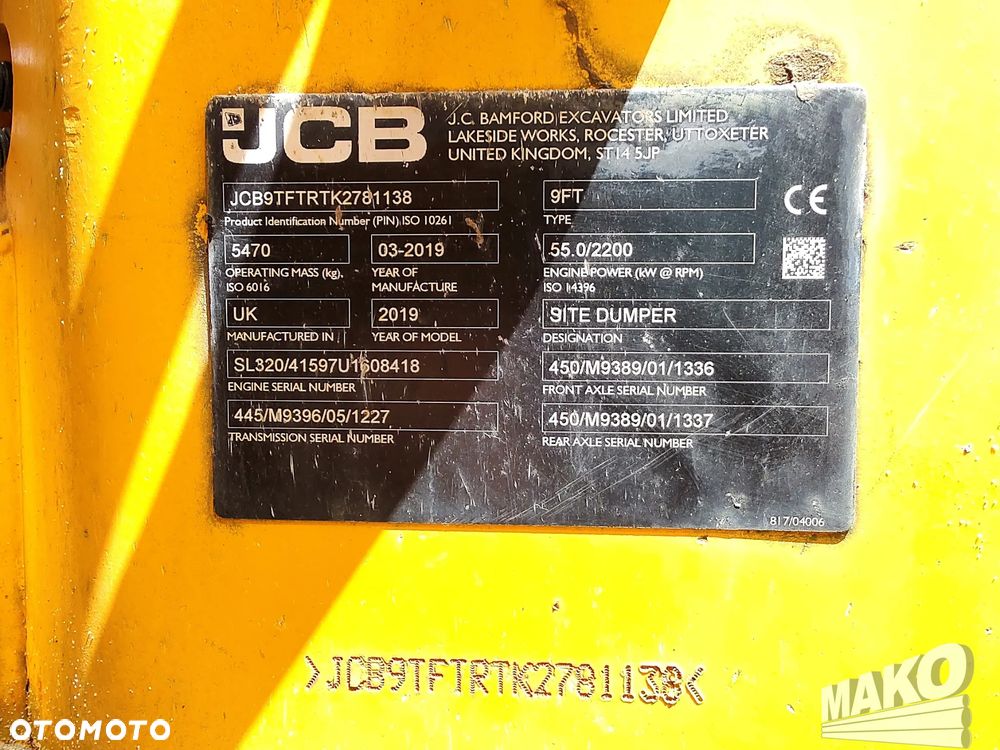 JCB
J.C. BAMFORD EXCAVATORS LIMITED
LAKESIDE WORKS, ROCESTER, UTTOXETER
UNITED KINGDOM, ST14 5JP
JCB9TFTRTK2781138
Product Identification Number (PIN) ISO 10261
9FT
TYPE
CE
5470
OPERATING MASS (kg).
ISO 6016
03-2019
YEAR OF
MANUFACTURE
55.0/2200
ENGINE POWER (kW @ RPM)
ISO 14396
UK
MANUFACTURED IN
2019
YEAR OF MODEL
SITE DUMPER
DESIGNATION
SL320/41597U1608418
ENGINE SERIAL NUMBER
450/M9389/01/1336
FRONT AXLE SERIAL NUMBER
445/M9396/05/1227
TRANSMISSION SERIAL NUMBER
450/M9389/01/1337
REAR AXLE SERIAL NUMBER
817/04006
>JCB9TFTRTK2781138<
OTOMOTO
MAKO